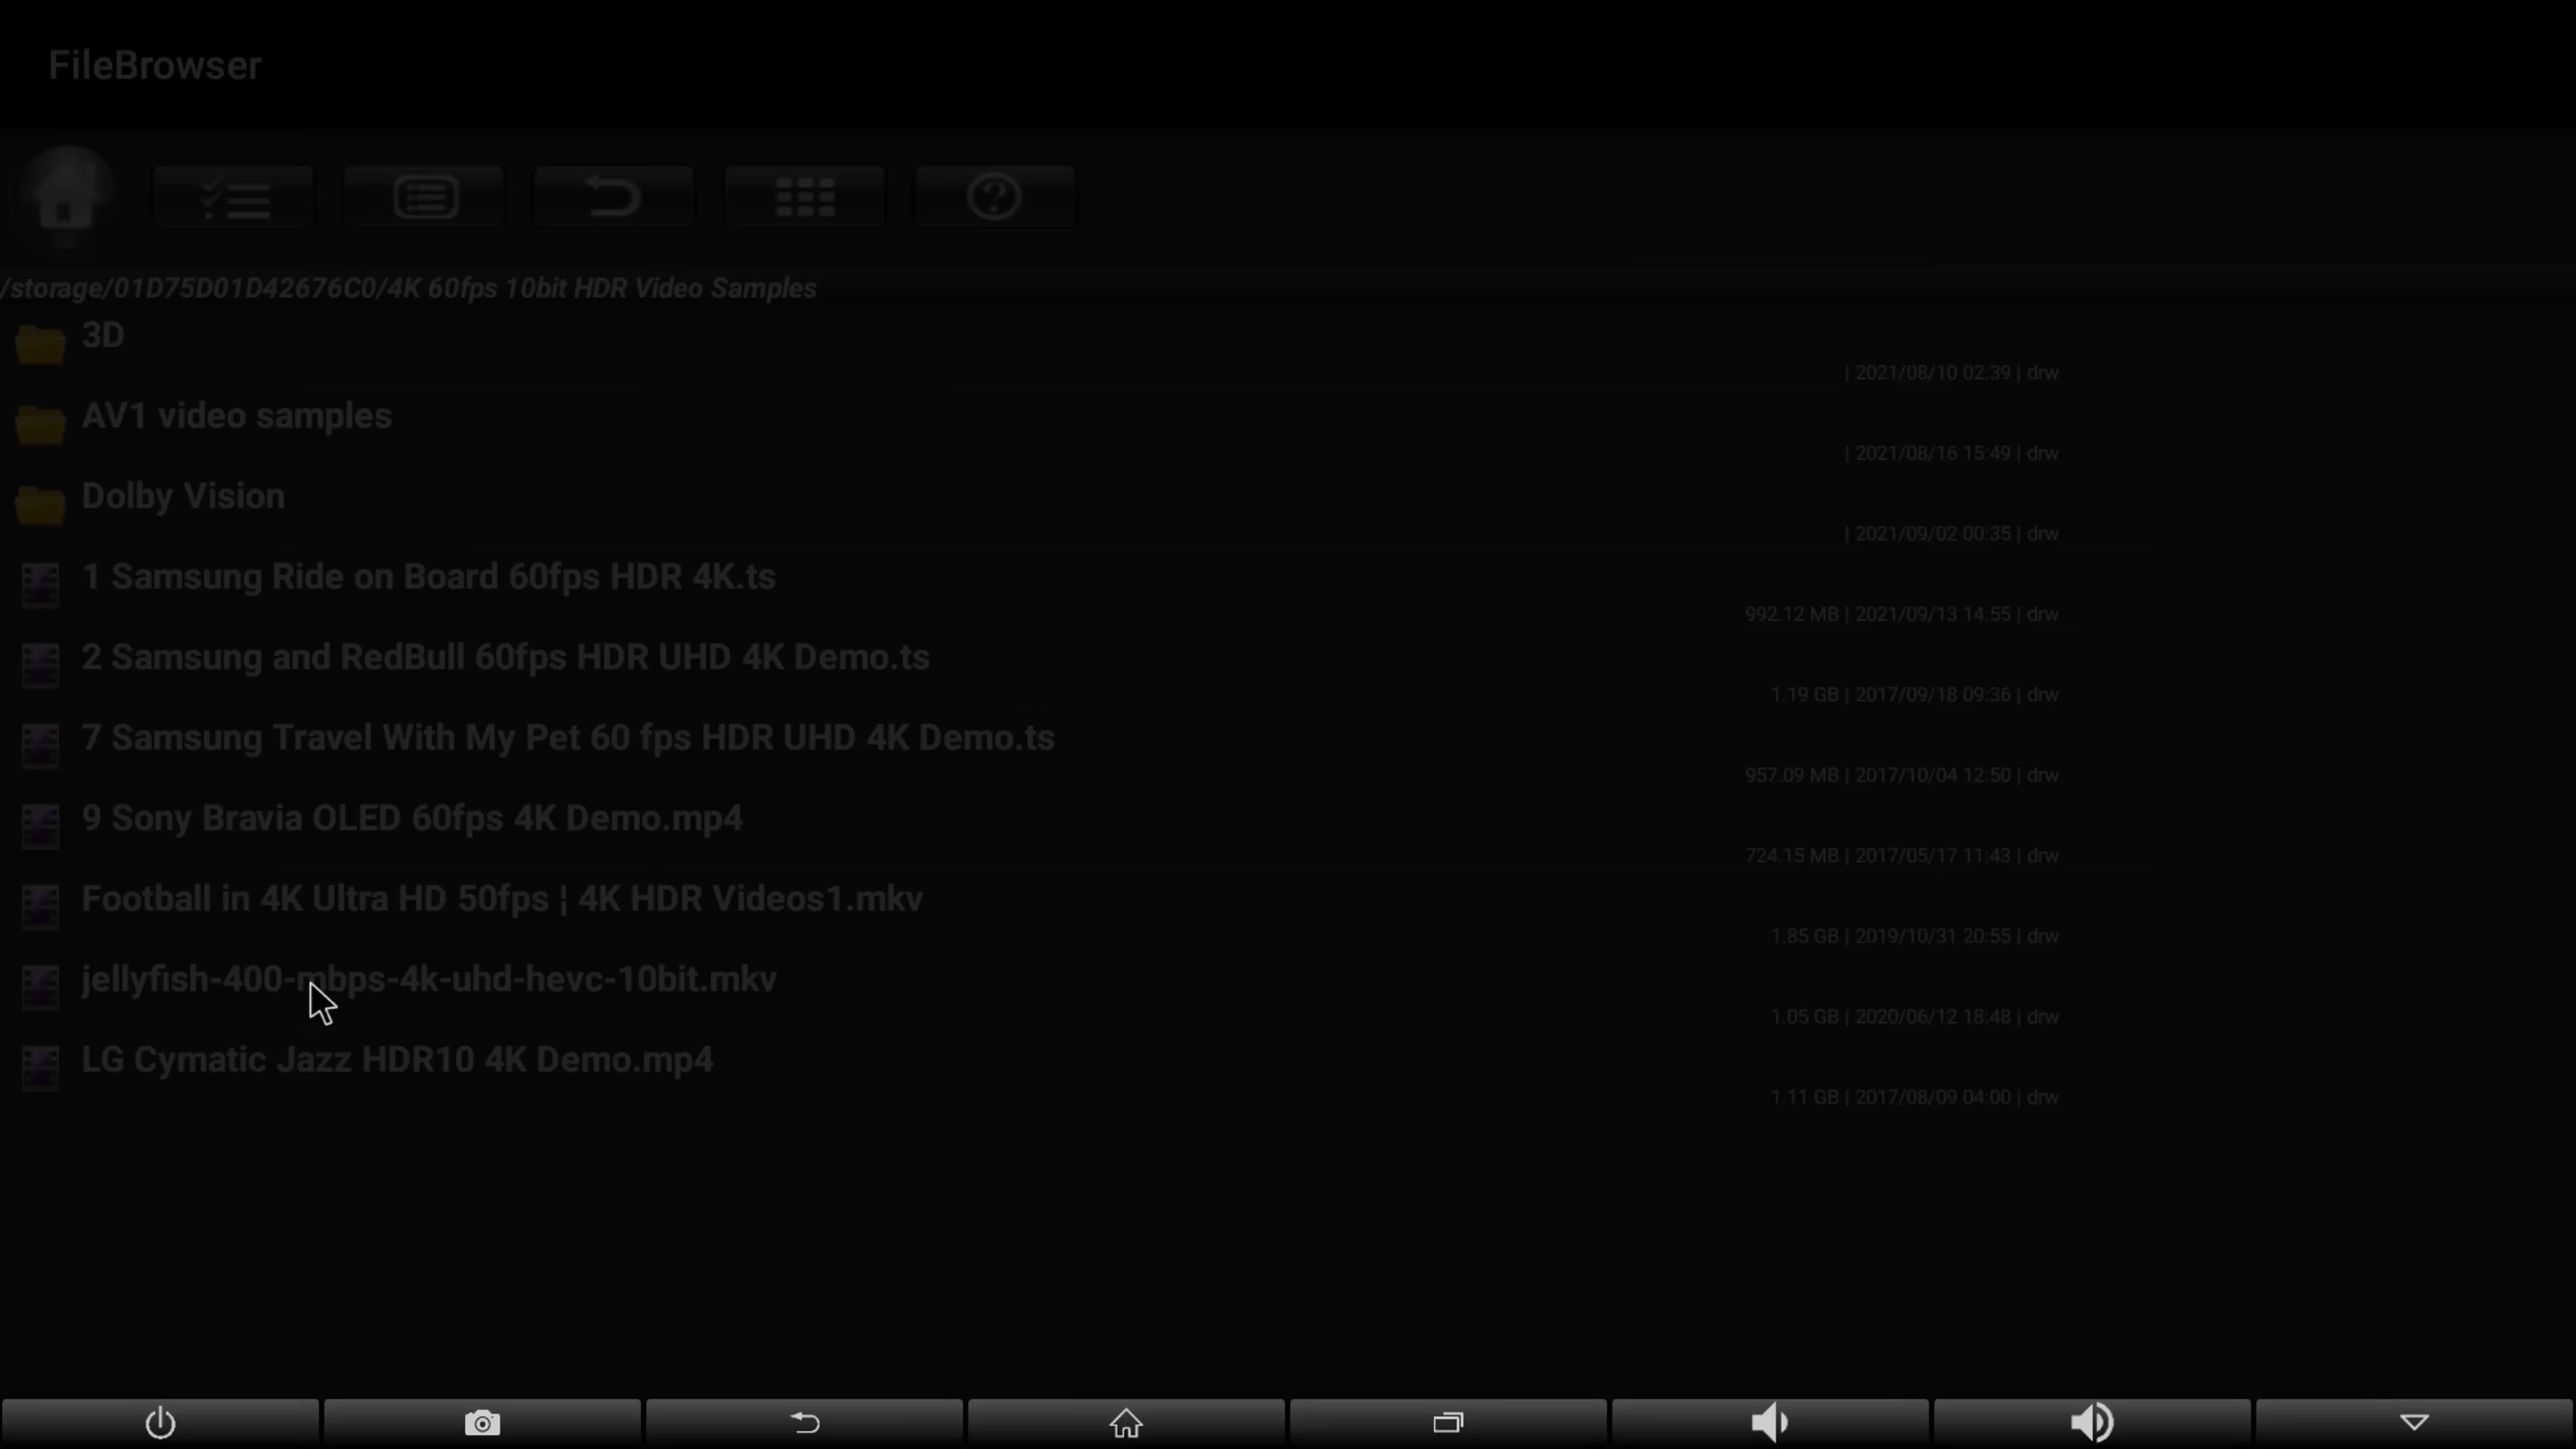 FileBrowser
/storage/01D75D01D42676C0/4K 60fps 10bit HDR Video Samples
3D
| 2021/08/10 02:39 | drw
AV1 video samples
| 2021/08/16 15:49 | drw
Dolby Vision
| 2021/09/02 00:35 | drw
1 Samsung Ride on Board 60fps HDR 4K.ts
992.12 MB | 2021/09/13 14:55 | drw
2 Samsung and RedBull 60fps HDR UHD 4K Demo.ts
1.19 GB | 2017/09/18 09:36 | drw
7 Samsung Travel With My Pet 60 fps HDR UHD 4K Demo.ts
957.09 MB | 2017/10/04 12:50 | drw
9 Sony Bravia OLED 60fps 4K Demo.mp4
724.15 MB | 2017/05/17 11:43 | drw
Football in 4K Ultra HD 50fps ¦ 4K HDR Videos1.mkv
1.85 GB | 2019/10/31 20:55 | drw
jellyfish-400-mbps-4k-uhd-hevc-10bit.mkv
1.05 GB | 2020/06/12 18:48 | drw
LG Cymatic Jazz HDR10 4K Demo.mp4
1.11 GB | 2017/08/09 04:00 | drw